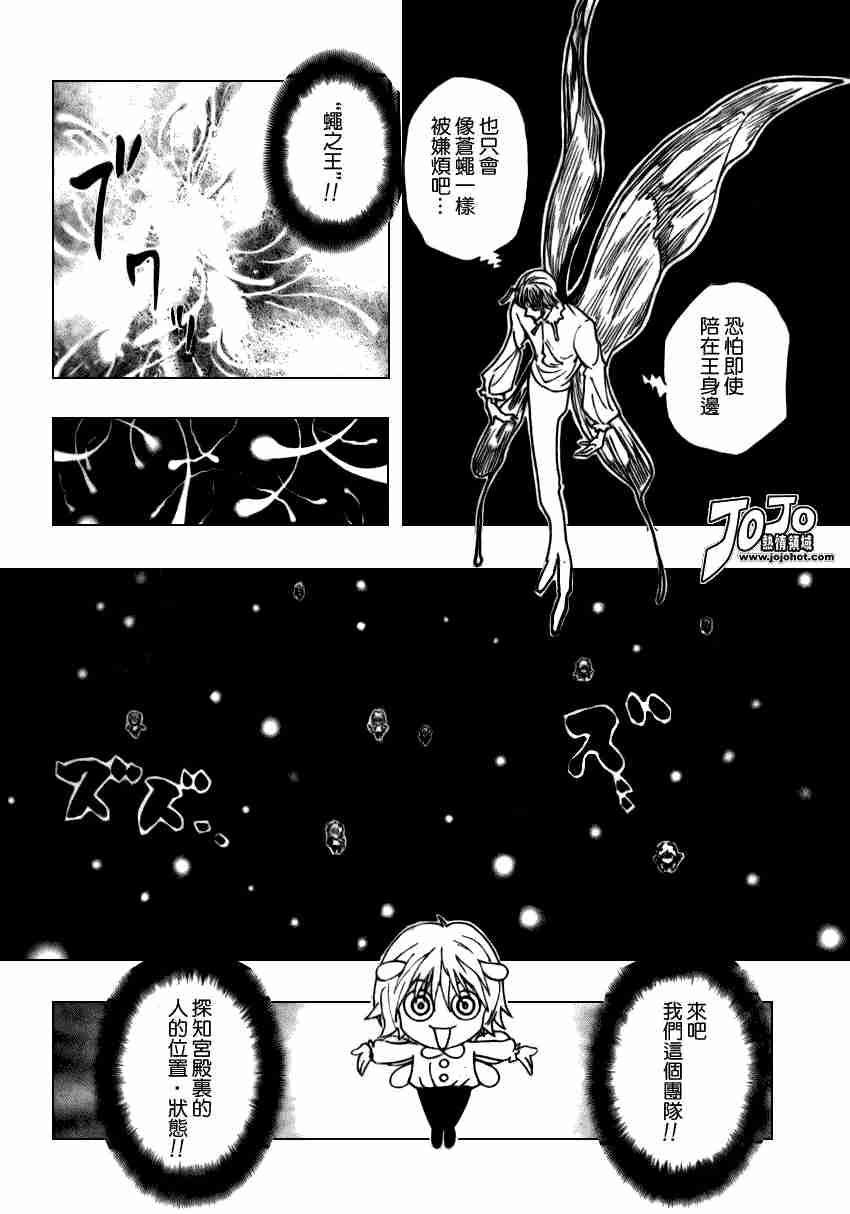 恐怕即使
陪在王身邊
也只會
像蒼蠅一樣
被嫌煩吧…
"蠅之王"!!
ブ
ワ
ッ
JOJO
熱情領域
www.jojohot.com
ズ…
ズズ…
來吧
我們這個團隊!!
探知宮殿裏的
人的位置·狀態!!